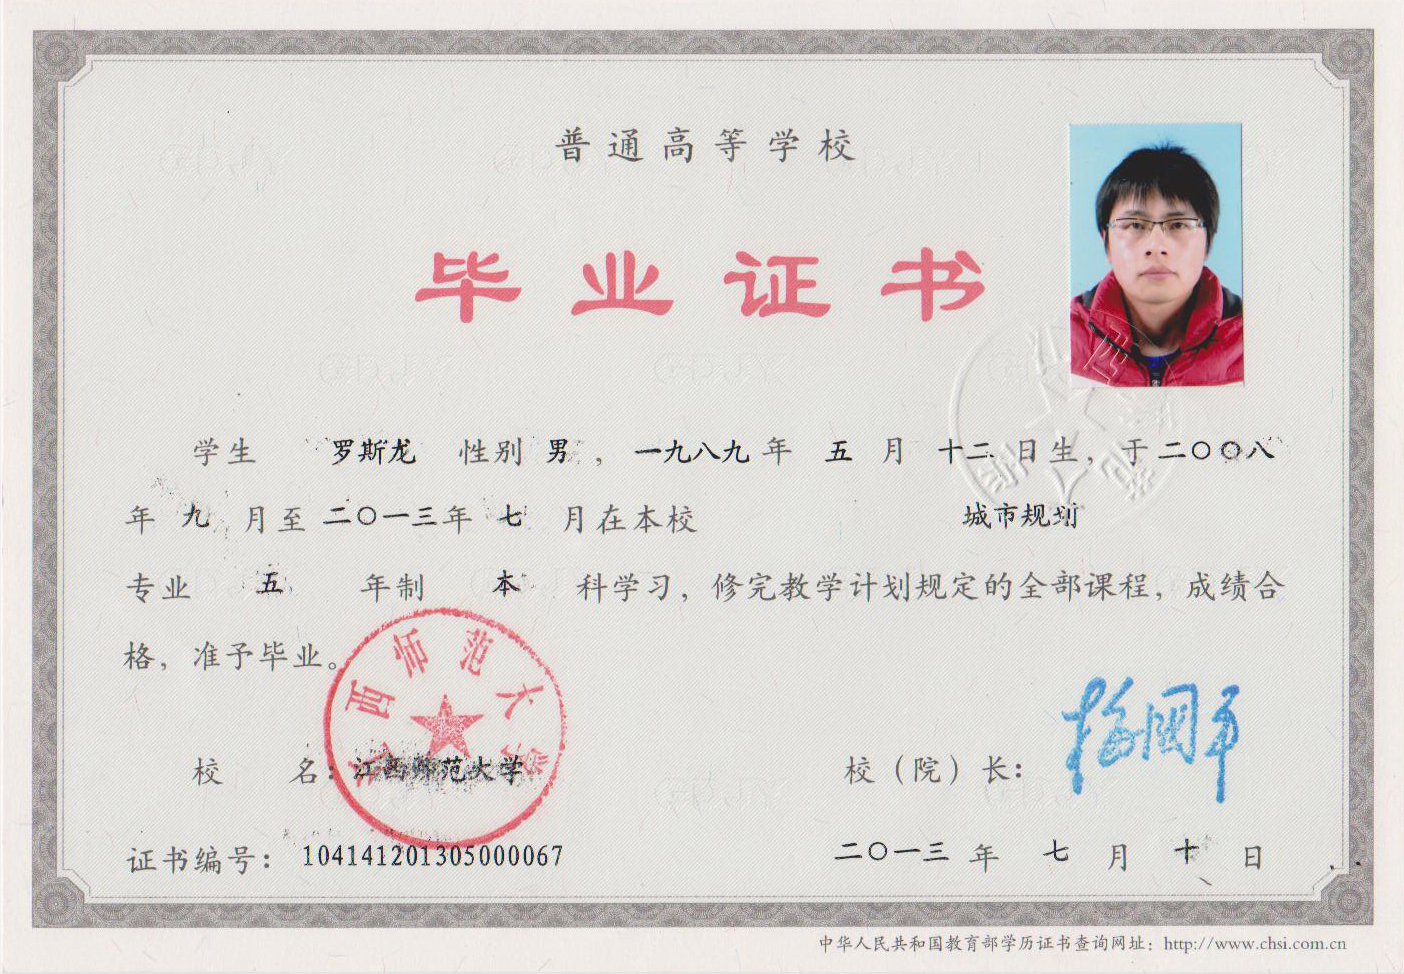 普通高等学校
毕业证书
学生 罗斯龙 性别 男 ，一九八九 年 五 月 十二 日生，于二〇〇八
年 九 月至 二〇一三年 七 月在本校 城市规划
专业 五 年制 本 科学习，修完教学计划规定的全部课程，成绩合
格，准予毕业。
江西师范大学
校 名：江西师范大学 校（院）长：
证书编号：104141201305000067 二〇一三 年 七 月 十 日
中华人民共和国教育部学历证书查询网址：http://www.chsi.com.cn